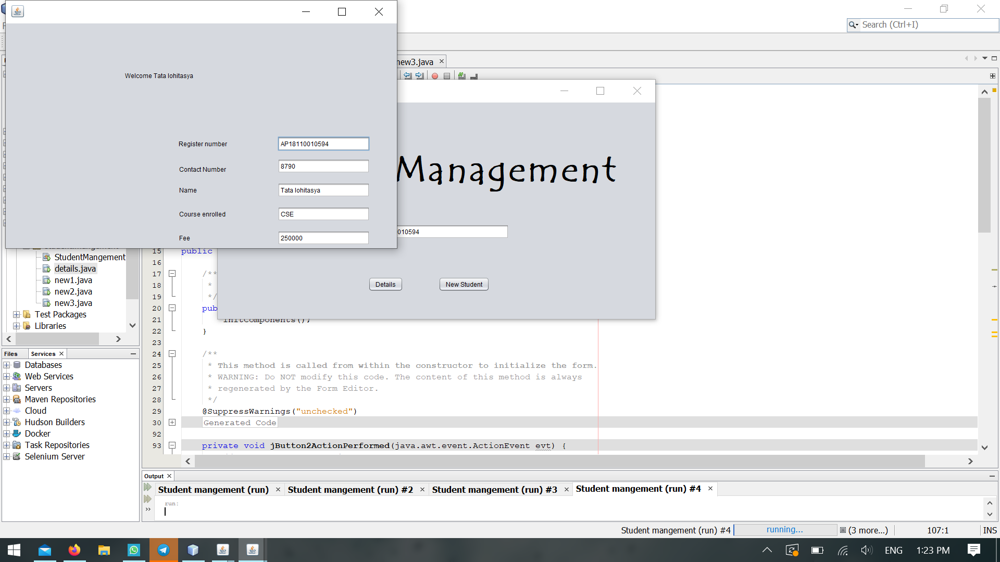 Search (Ctrl+I)
new3.java
Welcome Tata lohitasya
Register number
AP18110010594
Contact Number
8790
Name
Tata lohitasya
Course enrolled
CSE
Fee
250000
Management
010594
Details
New Student
StudentMangement
details.java
new1.java
new2.java
new3.java
Test Packages
Libraries
15 public
16
17 /**
18 *
19 */
20 pub
21 initComponents();
22 }
23
24 /**
25 * This method is called from within the constructor to initialize the form.
26 * WARNING: Do NOT modify this code. The content of this method is always
27 * regenerated by the Form Editor.
28 */
29 @SuppressWarnings("unchecked")
30 Generated Code
92
93 private void jButton2ActionPerformed(java.awt.event.ActionEvent evt) {
Files
Services
Databases
Web Services
Servers
Maven Repositories
Cloud
Hudson Builders
Docker
Task Repositories
Selenium Server
Output
Student mangement (run)
Student mangement (run) #2
Student mangement (run) #3
Student mangement (run) #4
run:
Student mangement (run) #4
running...
(3 more...)
107:1
INS
ENG
1:23 PM